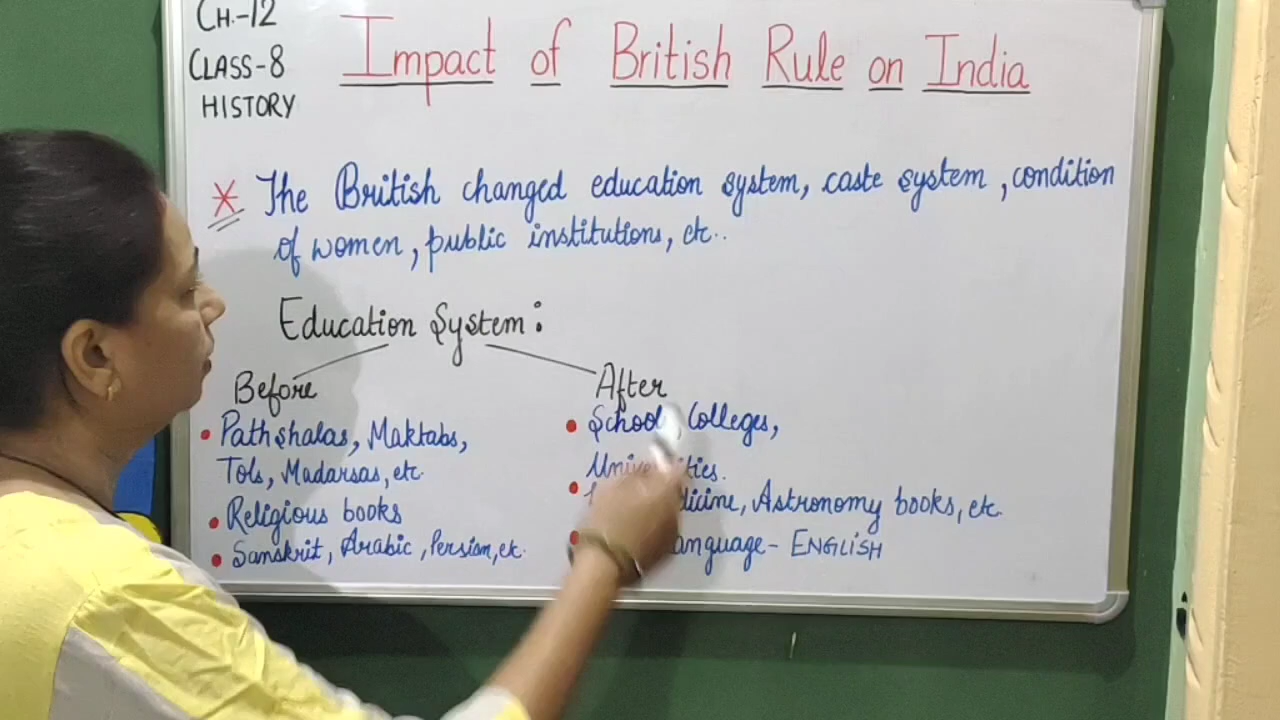 CH.-12
CLASS-8
HISTORY
Impact of British Rule on India
* The British changed education system, caste system, condition
of women, public institutions, etc..
Education System:
Before
• Pathshalas, Maktabs,
Tols, Madarsas, etc.
• Religious books
• Sanskrit, Arabic, Persian, etc.
After
• School, Colleges,
• Astronomy books, etc.
• ENGLISH